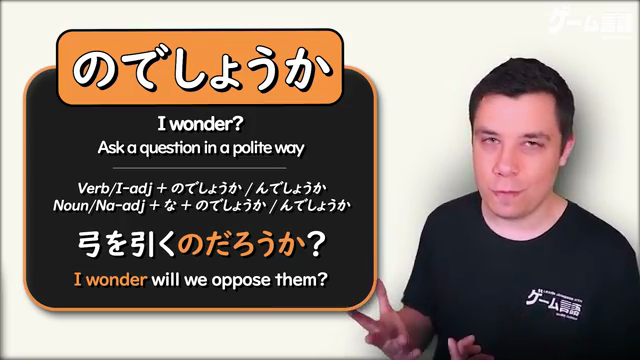 のでしょうか
I wonder?
Ask a question in a polite way
Verb/I-adj + のでしょうか / んでしょうか
Noun/Na-adj + な + のでしょうか / んでしょうか
弓を引くのだろうか？
I wonder will we oppose them?
ゲーム言語
ゲーム言語